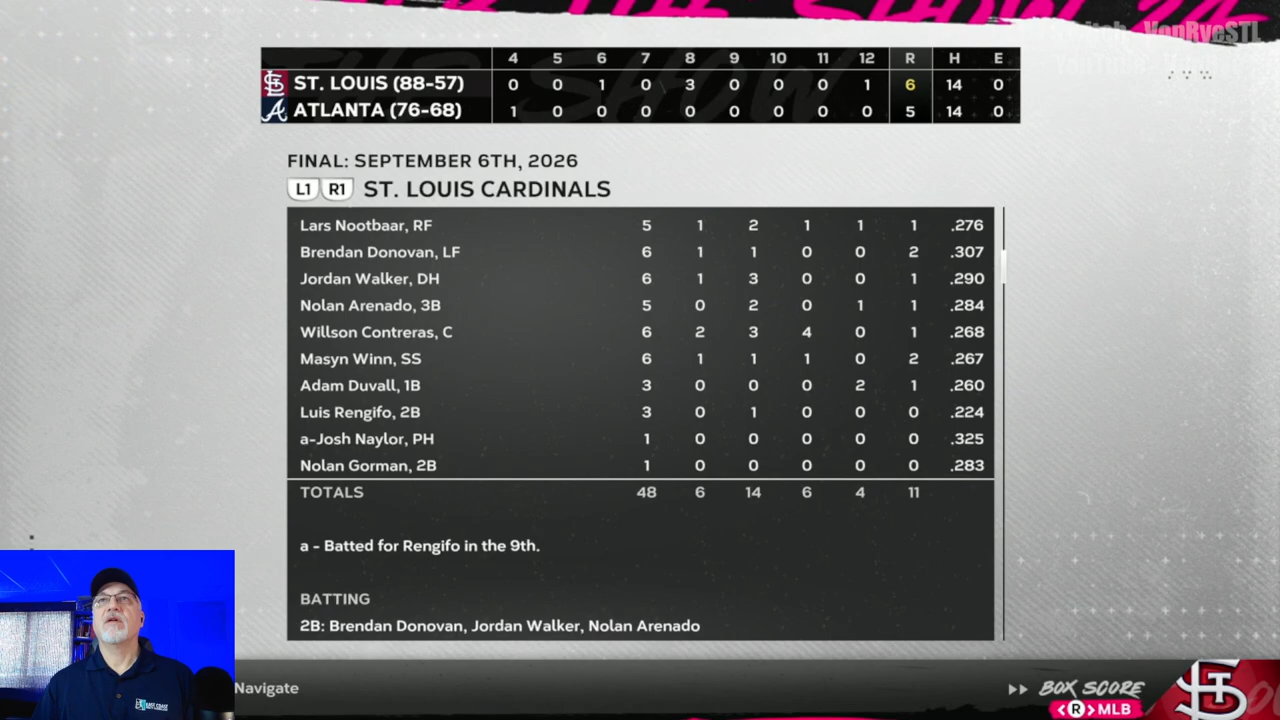 THE SHOW 24
Twitch VonRyeSTL
4 5 6 7 8 9 10 11 12 R H E
ST. LOUIS (88-57) 0 0 1 0 3 0 0 0 1 6 14 0
ATLANTA (76-68) 1 0 0 0 0 0 0 0 0 5 14 0
FINAL: SEPTEMBER 6TH, 2026
L1 R1 ST. LOUIS CARDINALS
Lars Nootbaar, RF 5 1 2 1 1 1 .276
Brendan Donovan, LF 6 1 1 0 0 2 .307
Jordan Walker, DH 6 1 3 0 0 1 .290
Nolan Arenado, 3B 5 0 2 0 1 1 .284
Willson Contreras, C 6 2 3 4 0 1 .268
Masyn Winn, SS 6 1 1 1 0 2 .267
Adam Duvall, 1B 3 0 0 0 2 1 .260
Luis Rengifo, 2B 3 0 1 0 0 0 .224
a-Josh Naylor, PH 1 0 0 0 0 0 .325
Nolan Gorman, 2B 1 0 0 0 0 0 .283
TOTALS 48 6 14 6 4 11
a - Batted for Rengifo in the 9th.
BATTING
2B: Brendan Donovan, Jordan Walker, Nolan Arenado
Navigate
BOX SCORE
R MLB